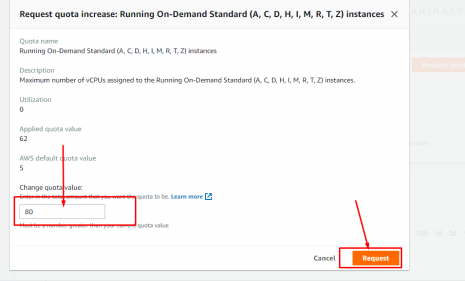 Request quota increase: Running On-Demand Standard (A, C, D, H, I, M, R, T, Z) instances
Quota name
Running On-Demand Standard (A, C, D, H, I, M, R, T, Z) instances
Description
Maximum number of vCPUs assigned to the Running On-Demand Standard (A, C, D, H, I, M, R, T, Z) instances.
Utilization
0
Applied quota value
62
AWS default quota value
5
Change quota value:
Enter in the total amount that you want the quota to be. Learn more
80
Must be a number greater than your current quota value
Cancel
Request